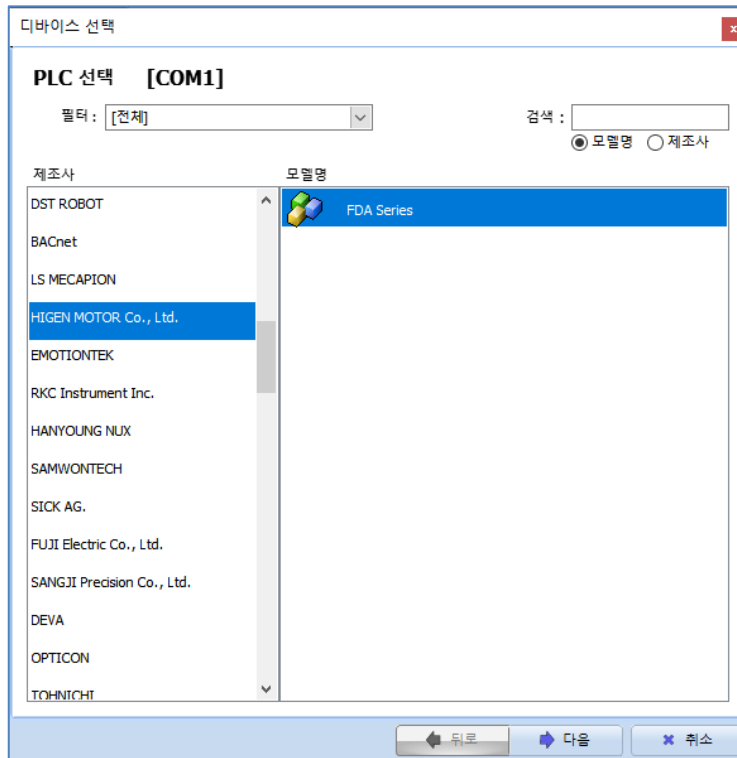 디바이스 선택
x
PLC 선택 [COM1]
필터 : [전체]
검색 :
모델명 제조사
제조사 모델명
DST ROBOT
FDA Series
BACnet
LS MECAPION
HIGEN MOTOR Co., Ltd.
EMOTIONTEK
RKC Instrument Inc.
HANYOUNG NUX
SAMWONTECH
SICK AG.
FUJI Electric Co., Ltd.
SANGJI Precision Co., Ltd.
DEVA
OPTICON
TOHNICHI
뒤로 다음 취소